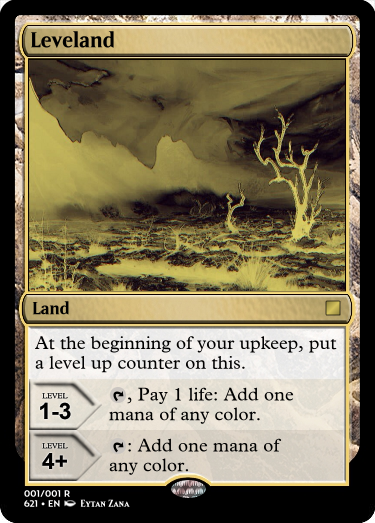 Leveland
Land
At the beginning of your upkeep, put
a level up counter on this.
LEVEL
1-3
, Pay 1 life: Add one
mana of any color.
LEVEL
4+
: Add one mana of
any color.
001/001 R
621 • EN Eytan Zana